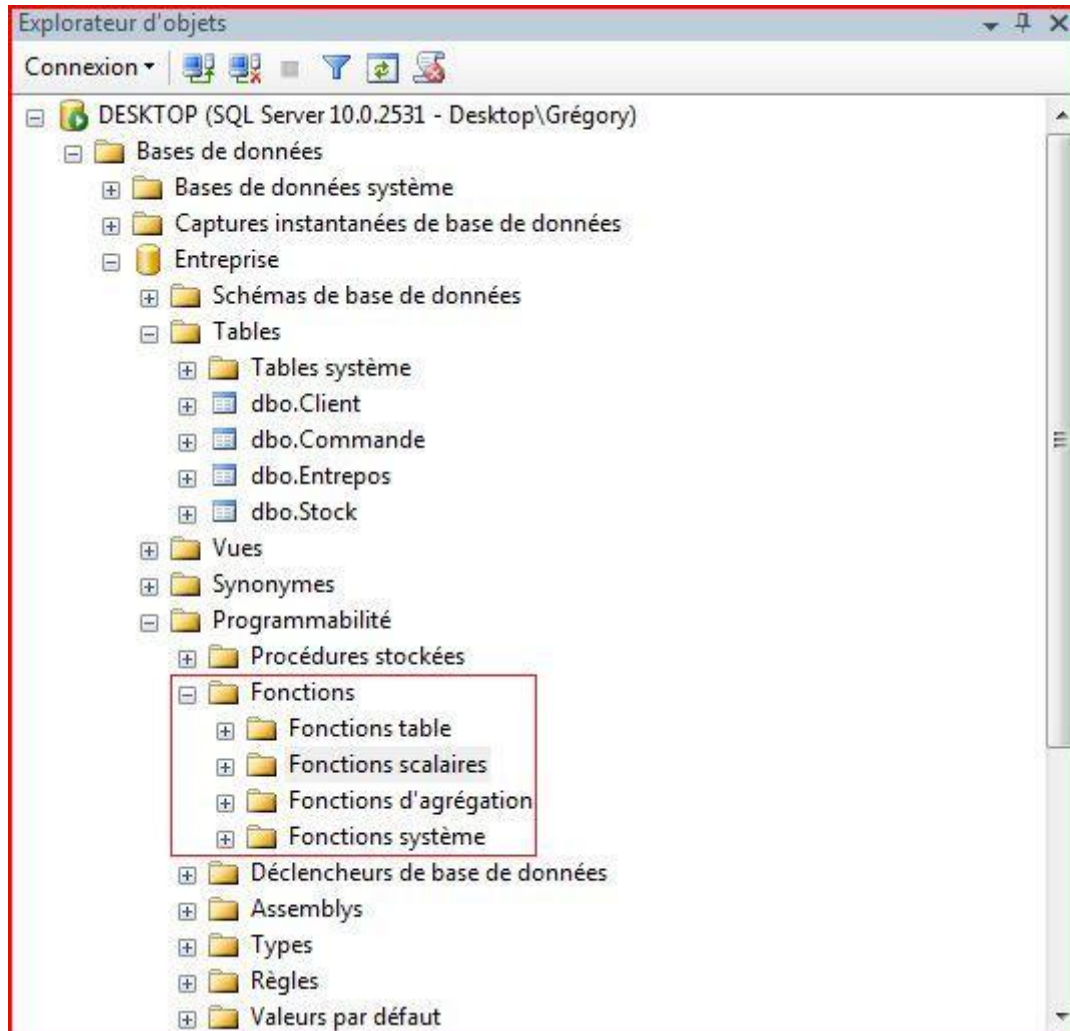 Explorateur d'objets
Connexion
DESKTOP (SQL Server 10.0.2531 - Desktop\Grégory)
Bases de données
Bases de données système
Captures instantanées de base de données
Entreprise
Schémas de base de données
Tables
Tables système
dbo.Client
dbo.Commande
dbo.Entrepos
dbo.Stock
Vues
Synonymes
Programmabilité
Procédures stockées
Fonctions
Fonctions table
Fonctions scalaires
Fonctions d'agrégation
Fonctions système
Déclencheurs de base de données
Assemblys
Types
Règles
Valeurs par défaut